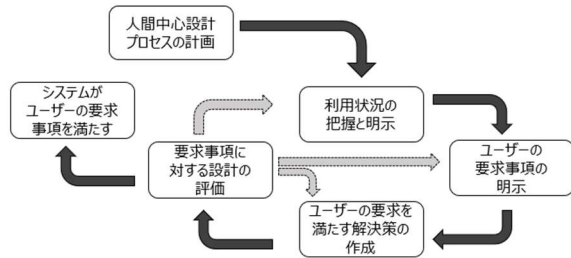 人間中心設計
プロセスの計画
システムが
ユーザーの要求
事項を満たす
利用状況の
把握と明示
要求事項に
対する設計の
評価
ユーザーの
要求事項の
明示
ユーザーの要求を
満たす解決策の
作成